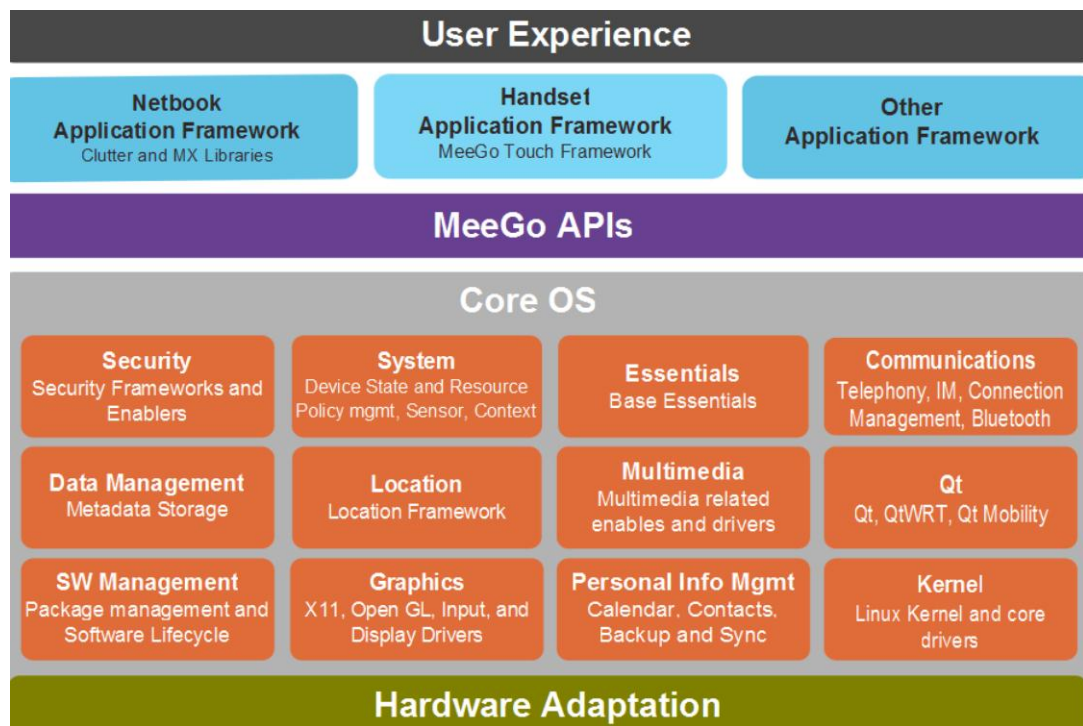 User Experience
Netbook
Application Framework
Clutter and MX Libraries
Handset
Application Framework
MeeGo Touch Framework
Other
Application Framework
MeeGo APIs
Core OS
Security
Security Frameworks and
Enablers
System
Device State and Resource
Policy mgmt, Sensor, Context
Essentials
Base Essentials
Communications
Telephony, IM, Connection
Management, Bluetooth
Data Management
Metadata Storage
Location
Location Framework
Multimedia
Multimedia related
enables and drivers
Qt
Qt, QtWRT, Qt Mobility
SW Management
Package management and
Software Lifecycle
Graphics
X11, Open GL, Input, and
Display Drivers
Personal Info Mgmt
Calendar, Contacts,
Backup and Sync
Kernel
Linux Kernel and core
drivers
Hardware Adaptation